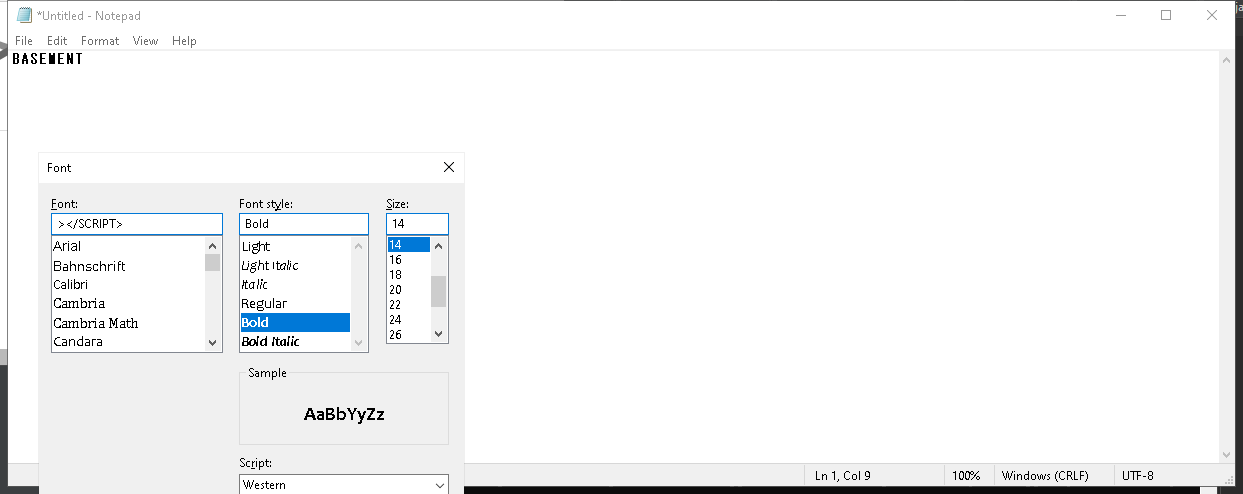 *Untitled - Notepad
File Edit Format View Help
BASEMENT
Font
Font: Font style: Size:
></SCRIPT> Bold 14
Arial Light 14
Bahnschrift Light Italic 16
Calibri Italic 18
Cambria Regular 20
Cambria Math Bold 22
Candara Bold Italic 24
26
Sample
AaBbYyZz
Script:
Western
Ln 1, Col 9 100% Windows (CRLF) UTF-8